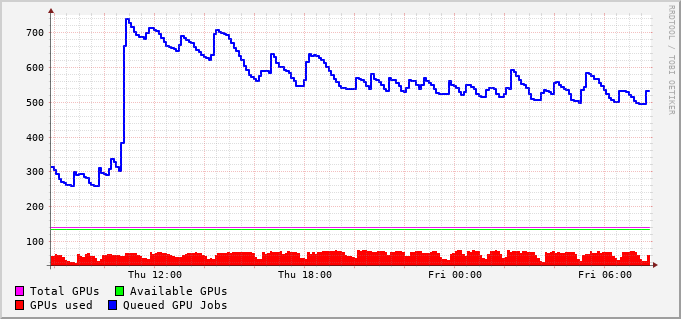 700
600
500
400
300
200
100
Thu 12:00 Thu 18:00 Fri 00:00 Fri 06:00
Total GPUs Available GPUs
GPUs used Queued GPU Jobs
RRDTOOL / TOBI OETIKER